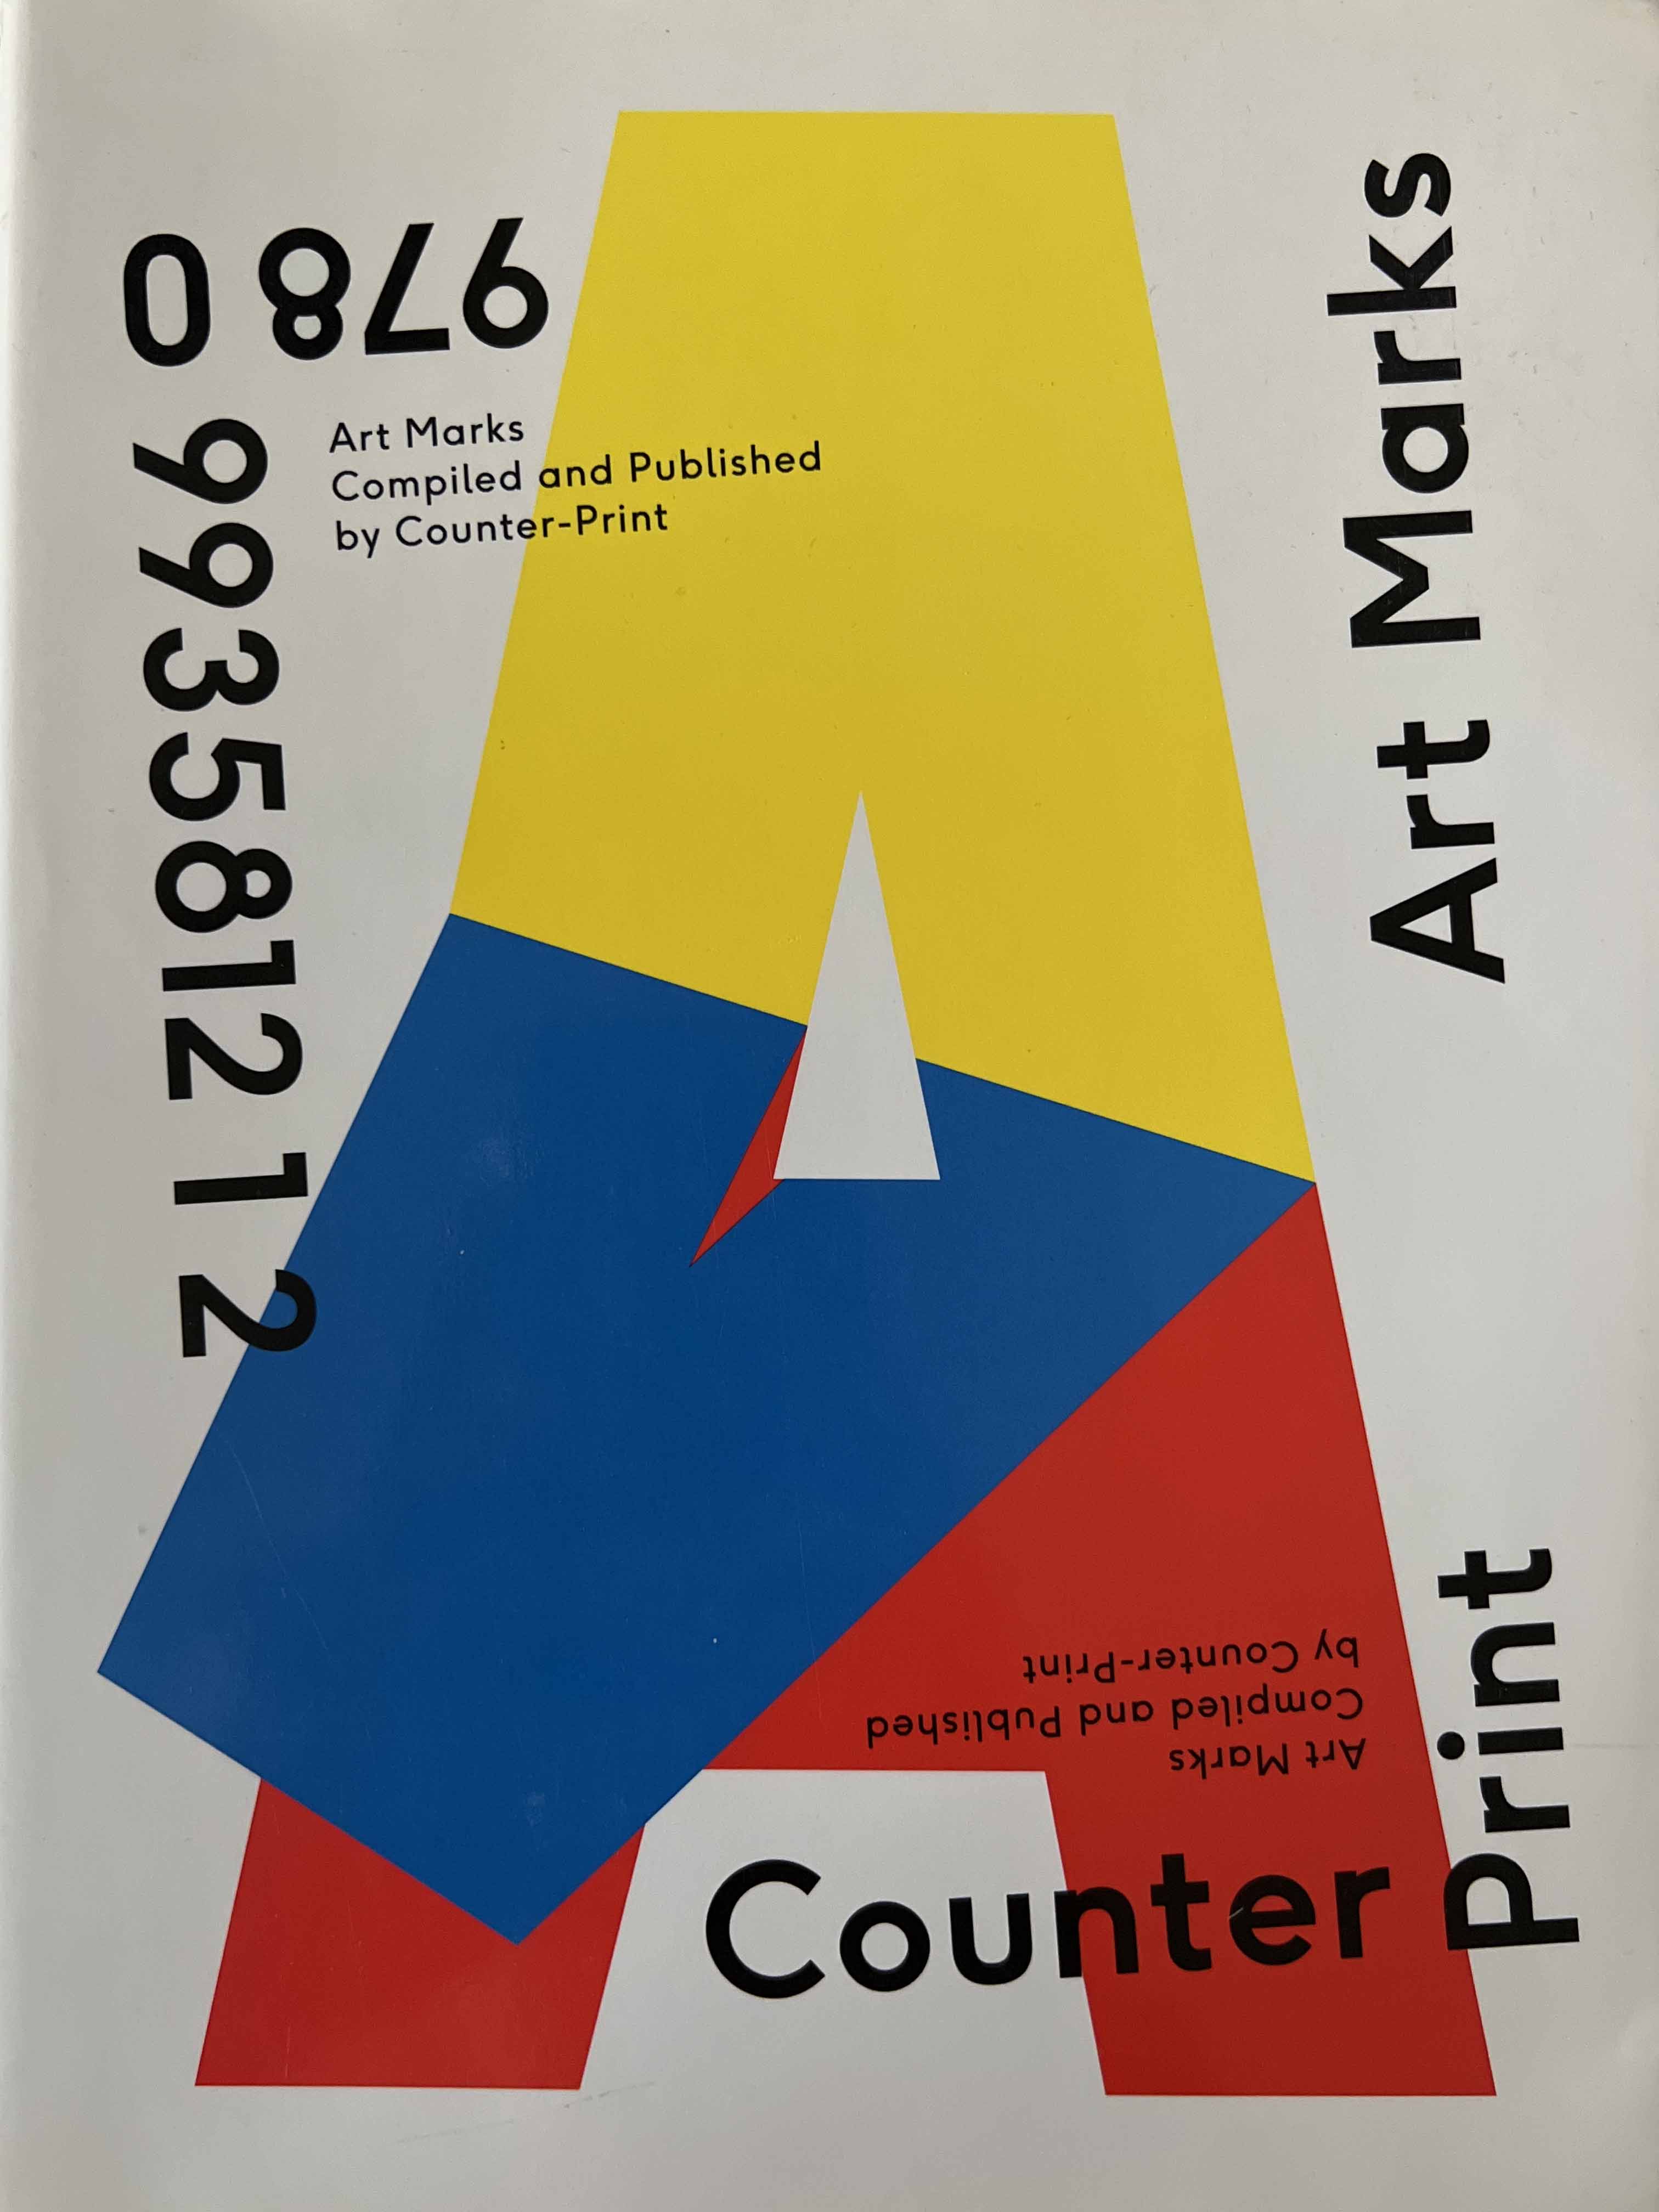 978 0
9935812 1 2
Art Marks
Compiled and Published
by Counter-Print
Art Marks
Art Marks
Compiled and Published
by Counter-Print
Counter
Print